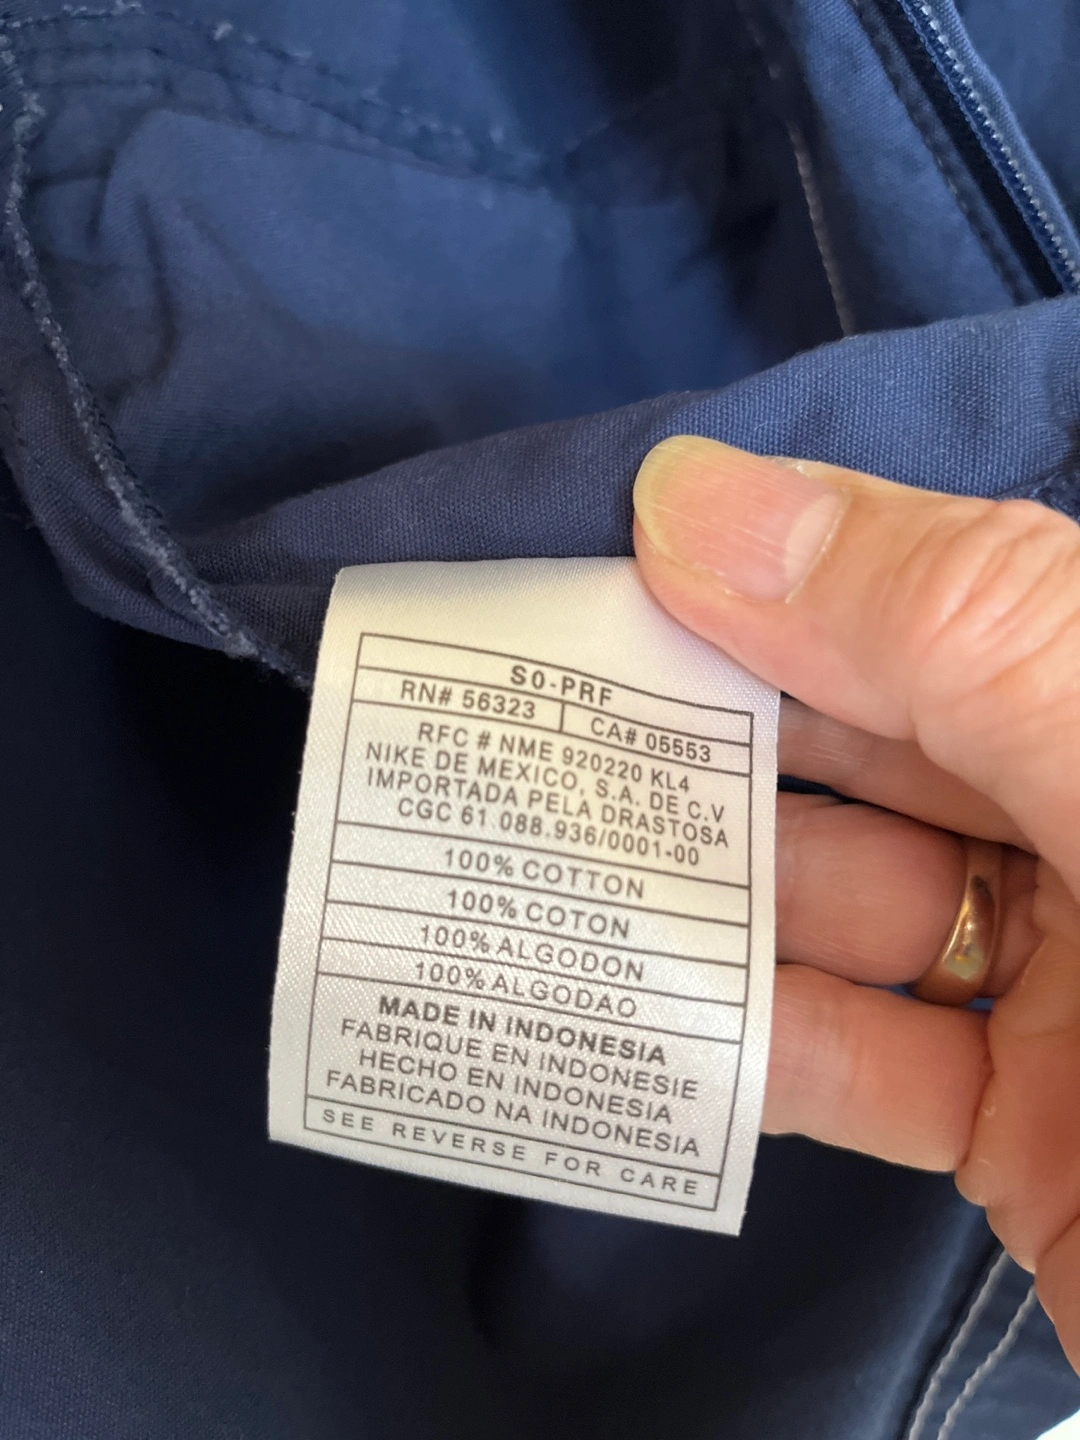 S0-PRF
RN# 56323 CA# 05553
RFC # NME 920220 KL4
NIKE DE MEXICO, S.A. DE C.V
IMPORTADA PELA DRASTOSA
CGC 61.088.936/0001-00
100% COTTON
100% COTON
100% ALGODON
100% ALGODAO
MADE IN INDONESIA
FABRIQUE EN INDONESIE
HECHO EN INDONESIA
FABRICADO NA INDONESIA
SEE REVERSE FOR CARE